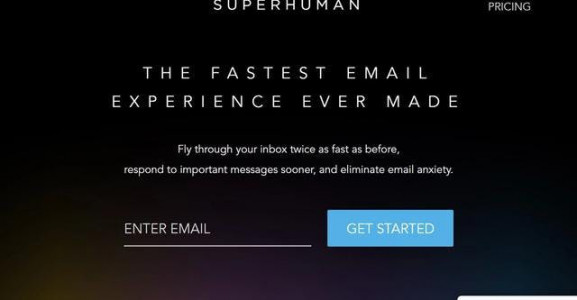 SUPERHUMAN
PRICING
THE FASTEST EMAIL
EXPERIENCE EVER MADE
Fly through your inbox twice as fast as before,
respond to important messages sooner, and eliminate email anxiety.
ENTER EMAIL
GET STARTED